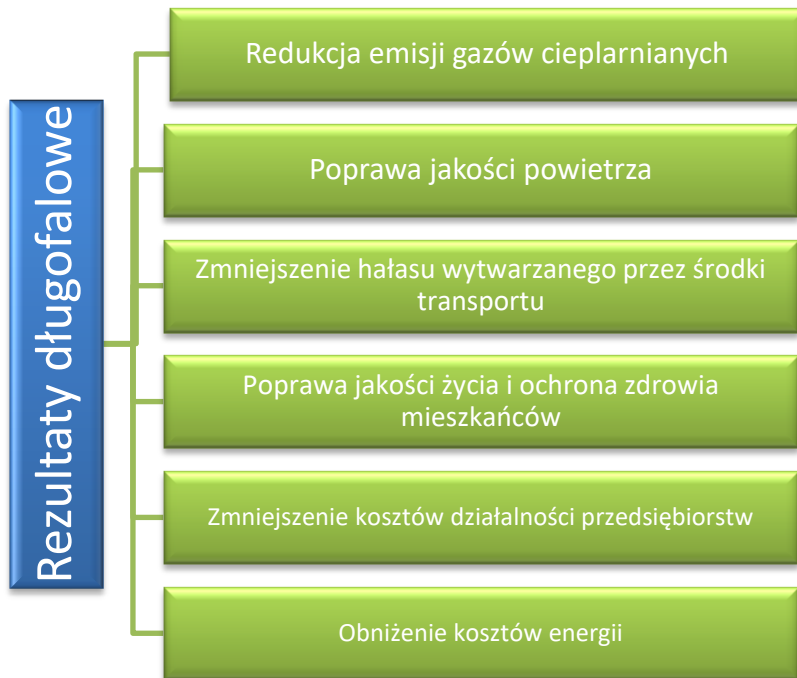 Rezultaty długofalowe
Redukcja emisji gazów cieplarnianych
Poprawa jakości powietrza
Zmniejszenie hałasu wytwarzanego przez środki
transportu
Poprawa jakości życia i ochrona zdrowia
mieszkańców
Zmniejszenie kosztów działalności przedsiębiorstw
Obniżenie kosztów energii